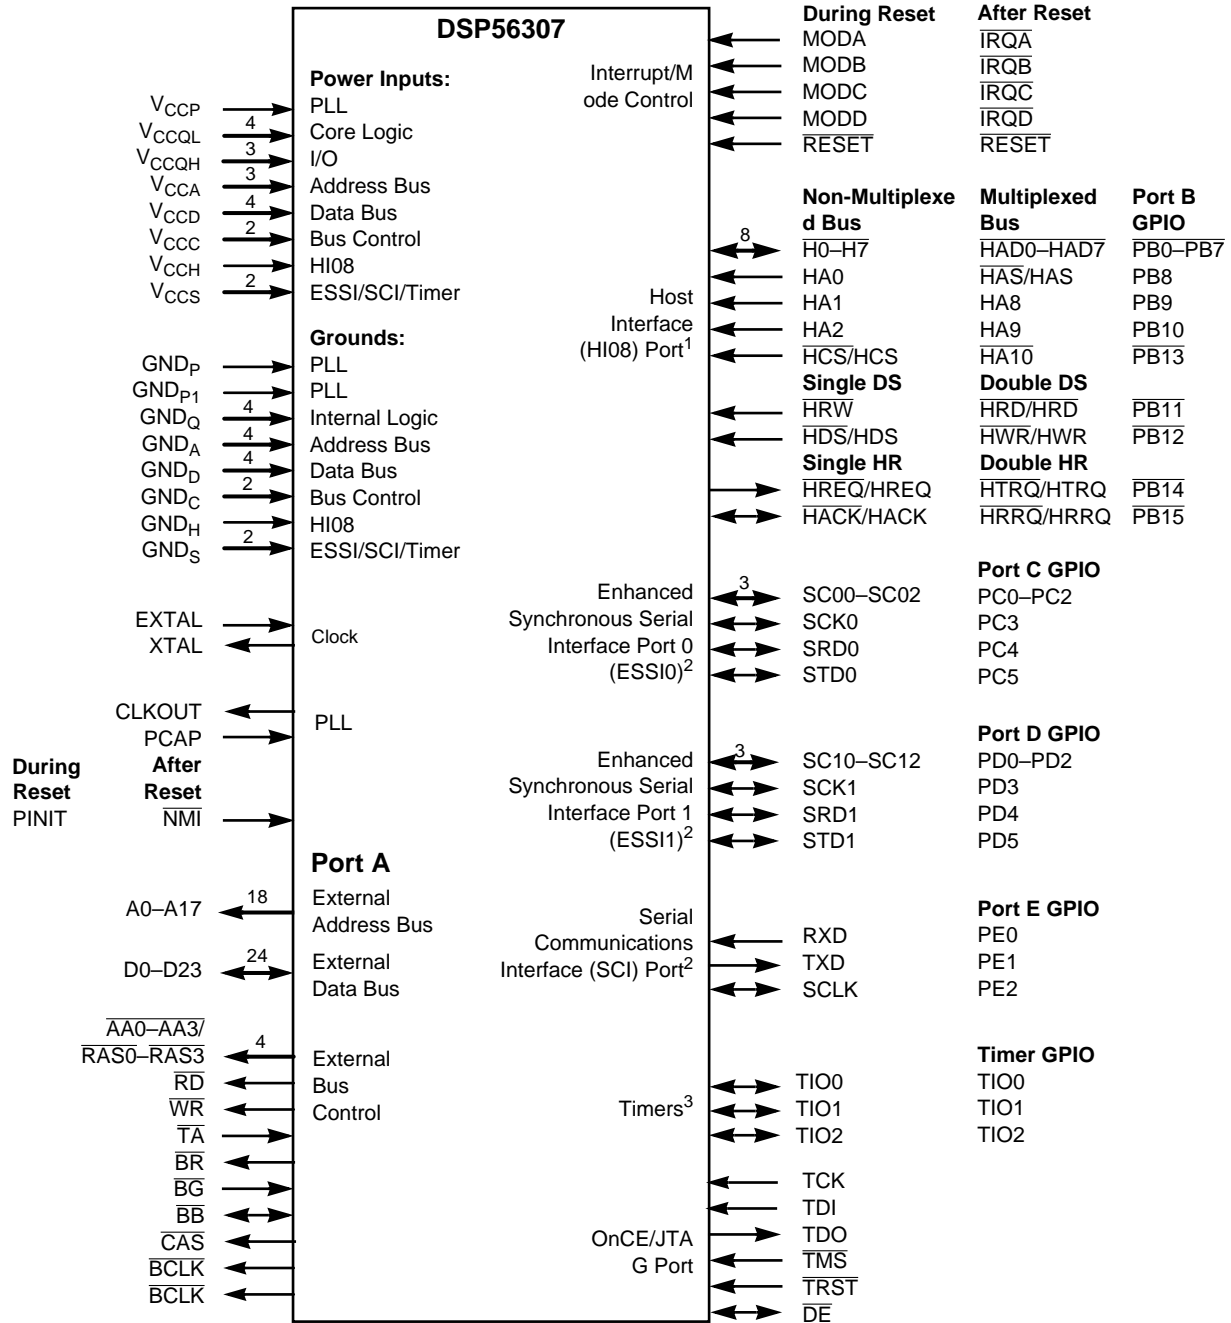 DSP56307
During Reset After Reset
MODA IRQA
MODB IRQB
MODC IRQC
MODD IRQD
RESET RESET
Interrupt/M
ode Control
Power Inputs:
VCCP PLL
VCCQL 4 Core Logic
VCCQH 3 I/O
VCCA 3 Address Bus
VCCD 4 Data Bus
VCCC 2 Bus Control
VCCH HI08
VCCS 2 ESSI/SCI/Timer
Grounds:
GNDP PLL
GNDP1 PLL
GNDQ 4 Internal Logic
GNDA 4 Address Bus
GNDD 4 Data Bus
GNDC 2 Bus Control
GNDH HI08
GNDS 2 ESSI/SCI/Timer
EXTAL
XTAL
Clock
CLKOUT
PCAP
PLL
During After
Reset Reset
PINIT NMI
Port A
A0–A17 18 External
Address Bus
D0–D23 24 External
Data Bus
AA0–AA3/
RAS0–RAS3 4 External
RD Bus
WR Control
TA
BR
BG
BB
CAS
BCLK
BCLK
Non-Multiplexe Multiplexed Port B
d Bus Bus GPIO
8 H0–H7 HAD0–HAD7 PB0–PB7
HA0 HAS/HAS PB8
HA1 HA8 PB9
HA2 HA9 PB10
HCS/HCS HA10 PB13
Single DS Double DS
HRW HRD/HRD PB11
HDS/HDS HWR/HWR PB12
Single HR Double HR
HREQ/HREQ HTRQ/HTRQ PB14
HACK/HACK HRRQ/HRRQ PB15
Host
Interface
(HI08) Port1
Port C GPIO
3 SC00–SC02 PC0–PC2
SCK0 PC3
SRD0 PC4
STD0 PC5
Enhanced
Synchronous Serial
Interface Port 0
(ESSI0)2
Port D GPIO
3 SC10–SC12 PD0–PD2
SCK1 PD3
SRD1 PD4
STD1 PD5
Enhanced
Synchronous Serial
Interface Port 1
(ESSI1)2
Port E GPIO
RXD PE0
TXD PE1
SCLK PE2
Serial
Communications
Interface (SCI) Port2
Timer GPIO
TIO0 TIO0
TIO1 TIO1
TIO2 TIO2
Timers3
TCK
TDI
TDO
TMS
TRST
DE
OnCE/JTA
G Port